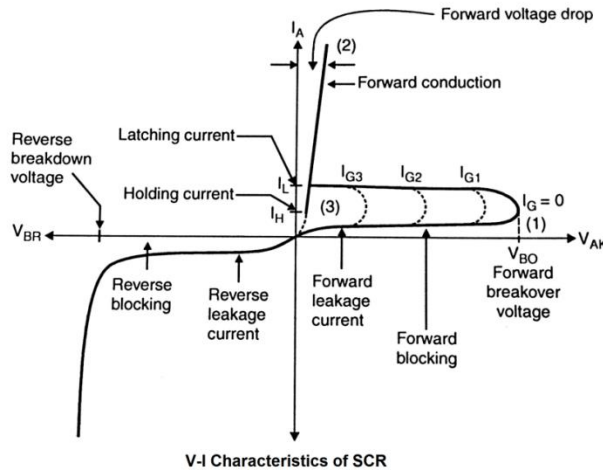 Forward voltage drop
I_A
(2)
Forward conduction
Latching current
Reverse
breakdown
voltage
I_L
I_G3
I_G2
I_G1
I_G = 0
Holding current
I_H
(3)
(1)
V_BR
V_AK
V_BO
Reverse
blocking
Reverse
leakage
current
Forward
leakage
current
Forward
blocking
Forward
breakover
voltage
V-I Characteristics of SCR